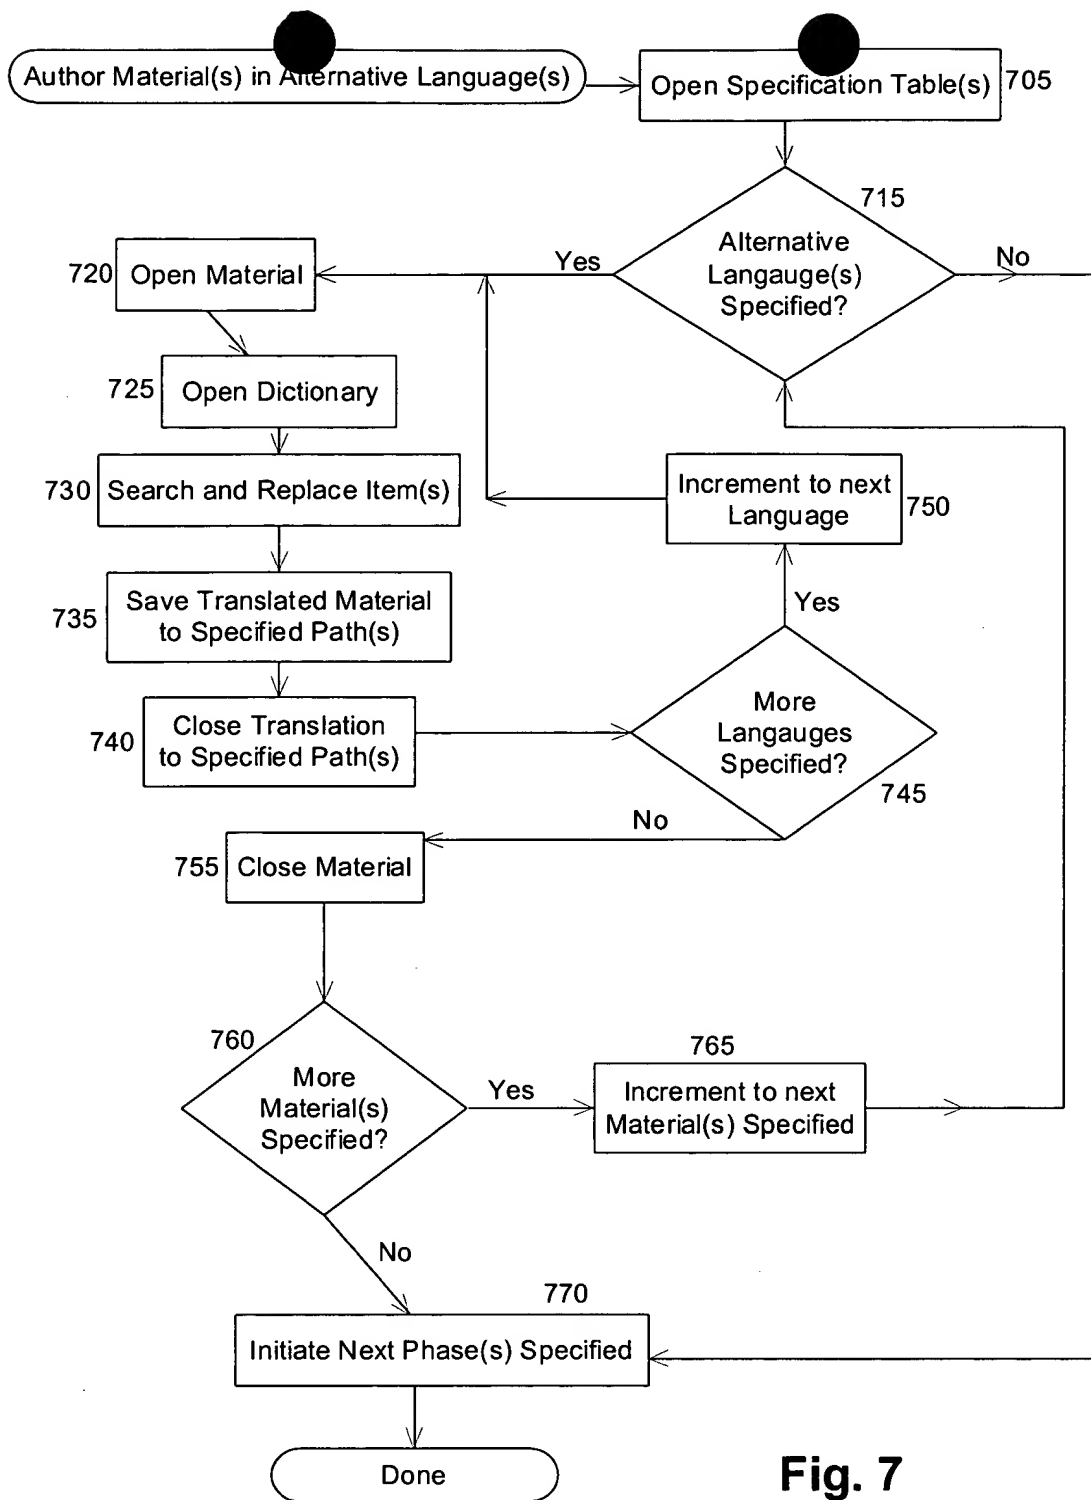 Author Material(s) in Alternative Language(s)
Open Specification Table(s)
705
715
Alternative
Langauge(s)
Specified?
Yes
No
720
Open Material
725
Open Dictionary
730
Search and Replace Item(s)
Increment to next
Language
750
735
Save Translated Material
to Specified Path(s)
Yes
740
Close Translation
to Specified Path(s)
More
Langauges
Specified?
745
No
755
Close Material
760
More
Material(s)
Specified?
Yes
765
Increment to next
Material(s) Specified
No
770
Initiate Next Phase(s) Specified
Done
Fig. 7